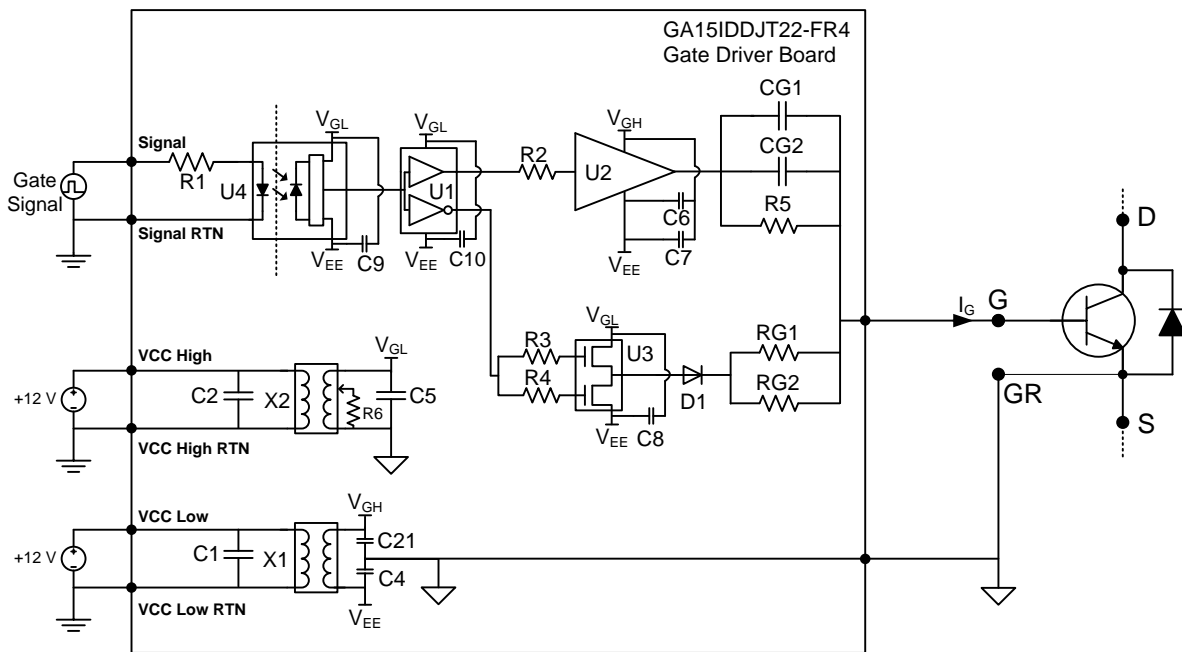 GA15IDDJT22-FR4
Gate Driver Board
CG1
CG2
R5
Signal
R1
Gate
Signal
Signal RTN
U4
VGL
VEE
C9
VGL
U1
VEE
C10
R2
VGH
U2
C6
C7
VEE
D
IG
G
GR
S
R3
R4
VGL
U3
VEE
C8
D1
RG1
RG2
VCC High
+12 V
C2
X2
R6
VGL
C5
VCC High RTN
VCC Low
+12 V
C1
X1
VGH
C21
C4
VEE
VCC Low RTN